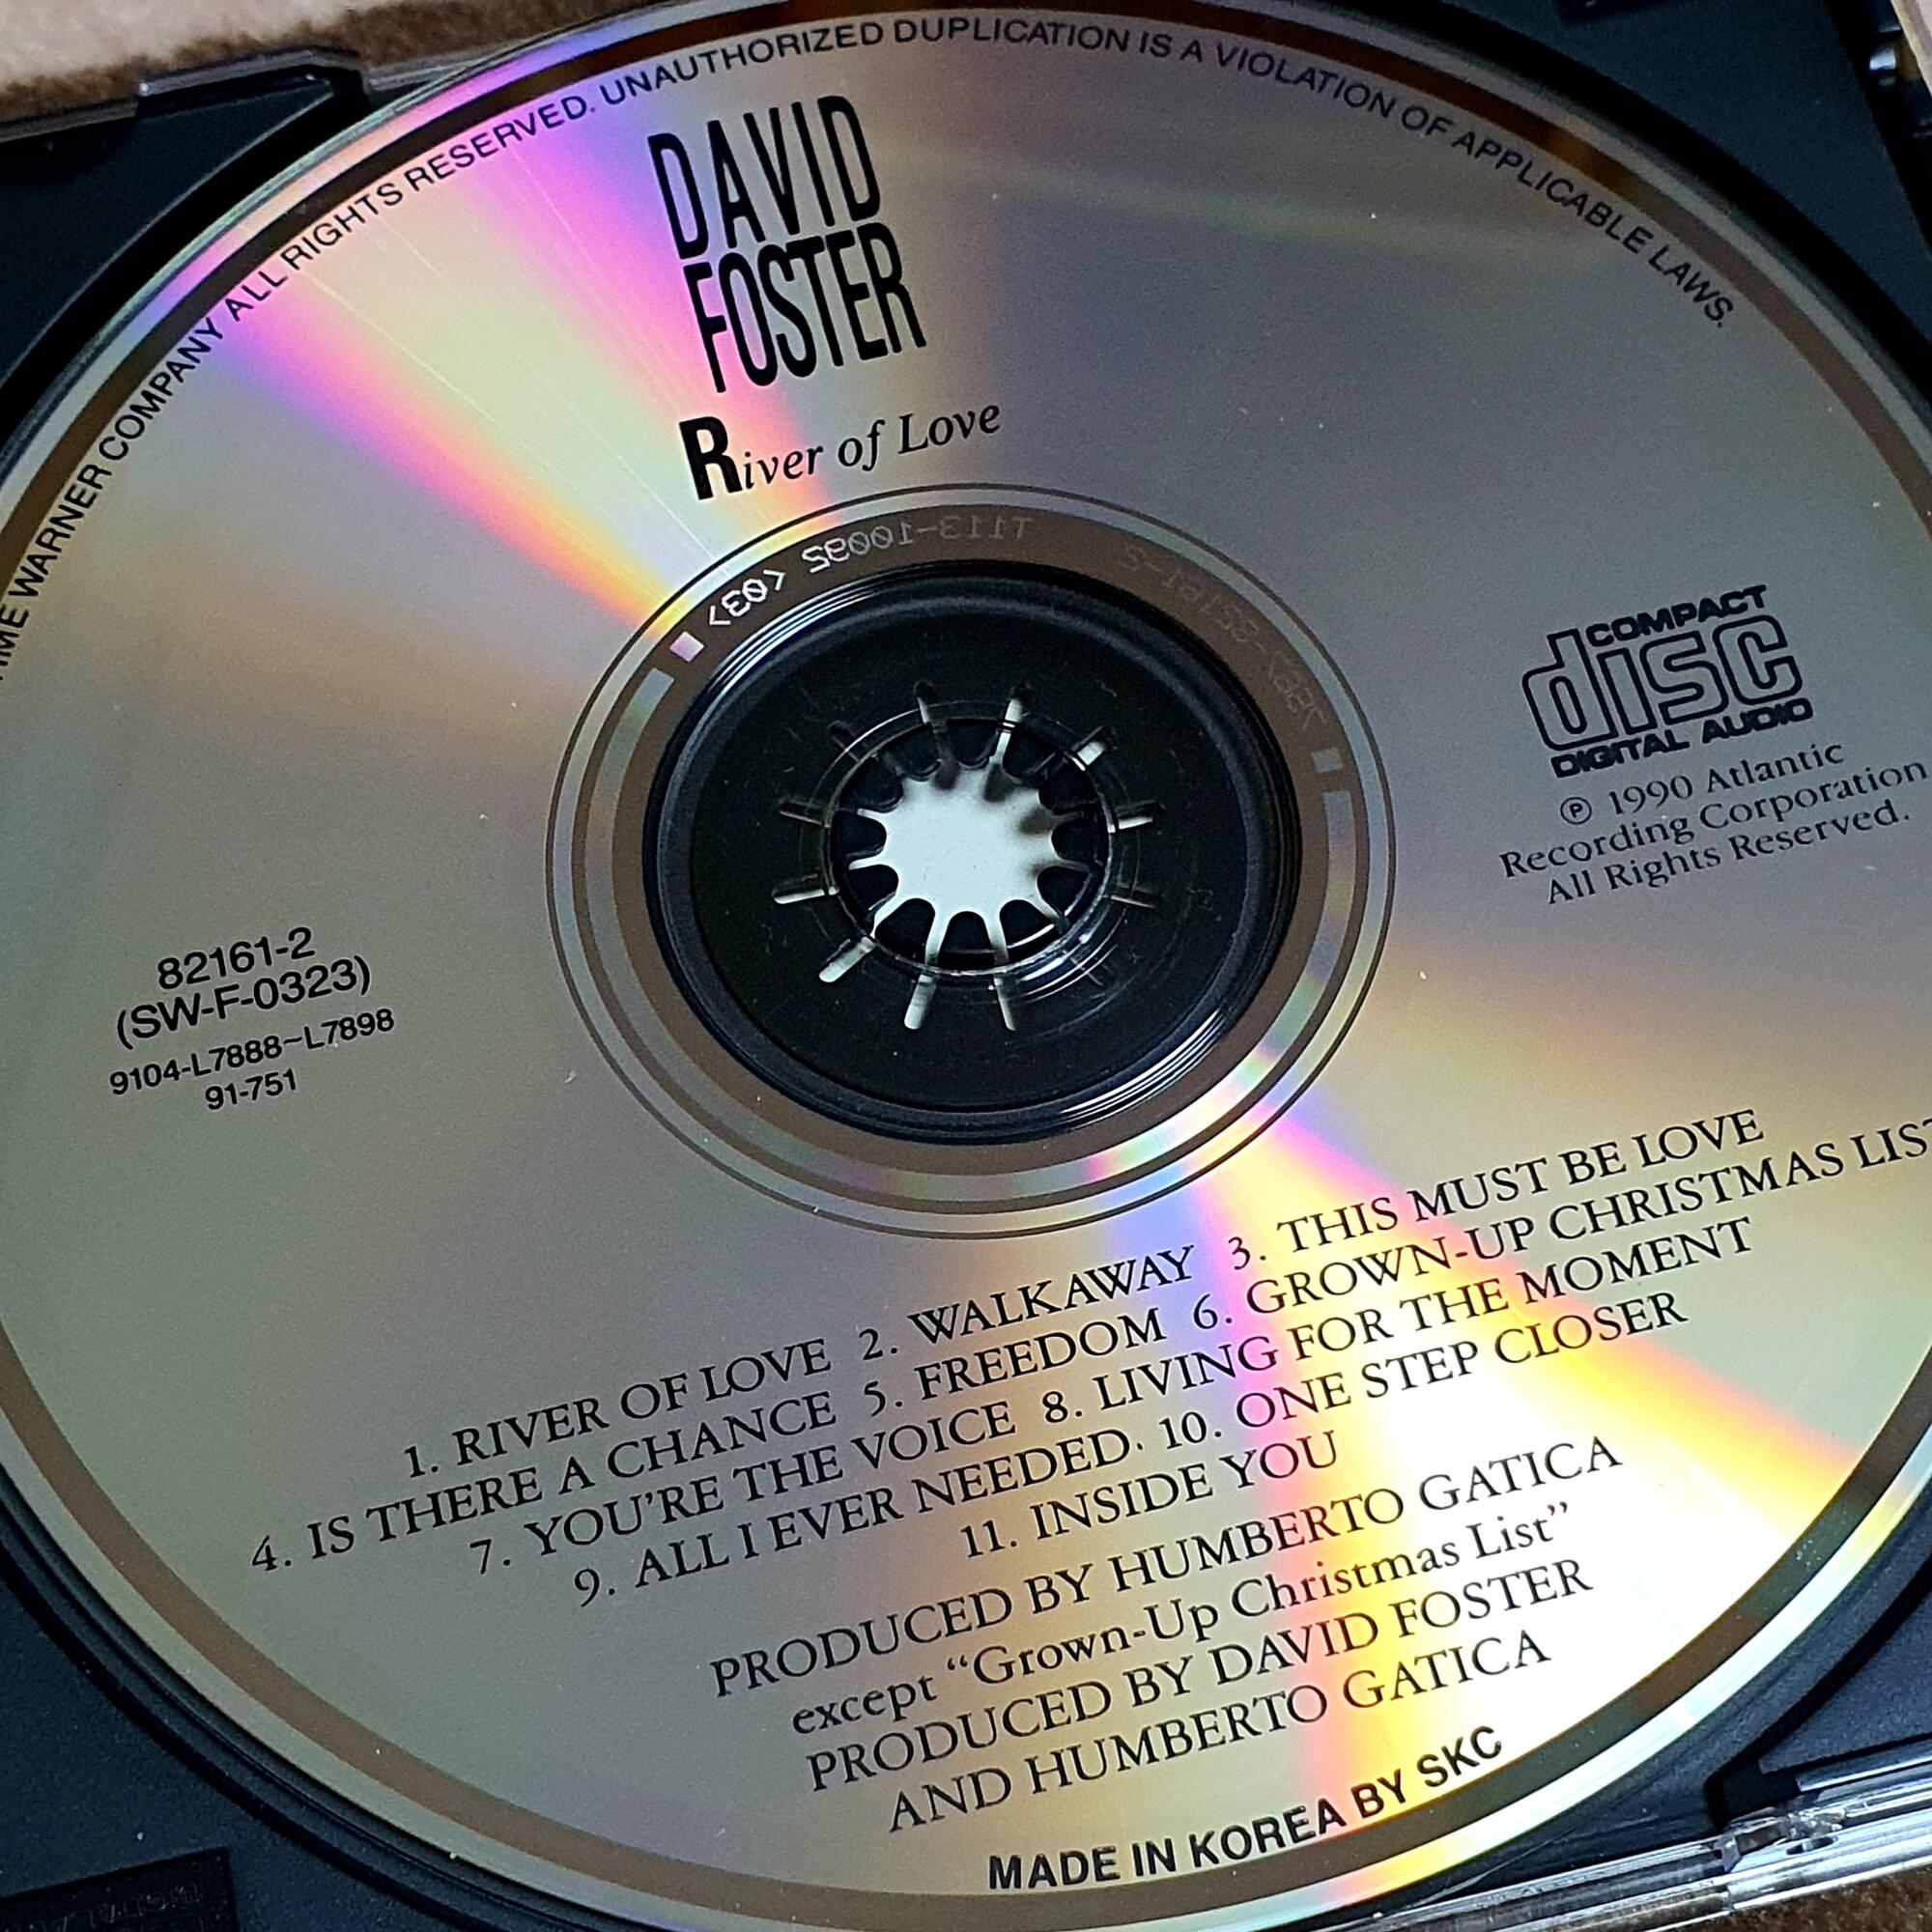 IME WARNER COMPANY ALL RIGHTS RESERVED. UNAUTHORIZED DUPLICATION IS A VIOLATION OF APPLICABLE LAWS.
DAVID
FOSTER
River of Love
T113-10092 <03>
COMPACT
disc
DIGITAL AUDIO
℗ 1990 Atlantic
Recording Corporation
All Rights Reserved.
82161-2
(SW-F-0323)
9104-L7888~L7898
91-751
1. RIVER OF LOVE 2. WALKAWAY 3. THIS MUST BE LOVE
4. IS THERE A CHANCE 5. FREEDOM 6. GROWN-UP CHRISTMAS LIST
7. YOU'RE THE VOICE 8. LIVING FOR THE MOMENT
9. ALL I EVER NEEDED. 10. ONE STEP CLOSER
11. INSIDE YOU
PRODUCED BY HUMBERTO GATICA
except “Grown-Up Christmas List”
PRODUCED BY DAVID FOSTER
AND HUMBERTO GATICA
MADE IN KOREA BY SKC